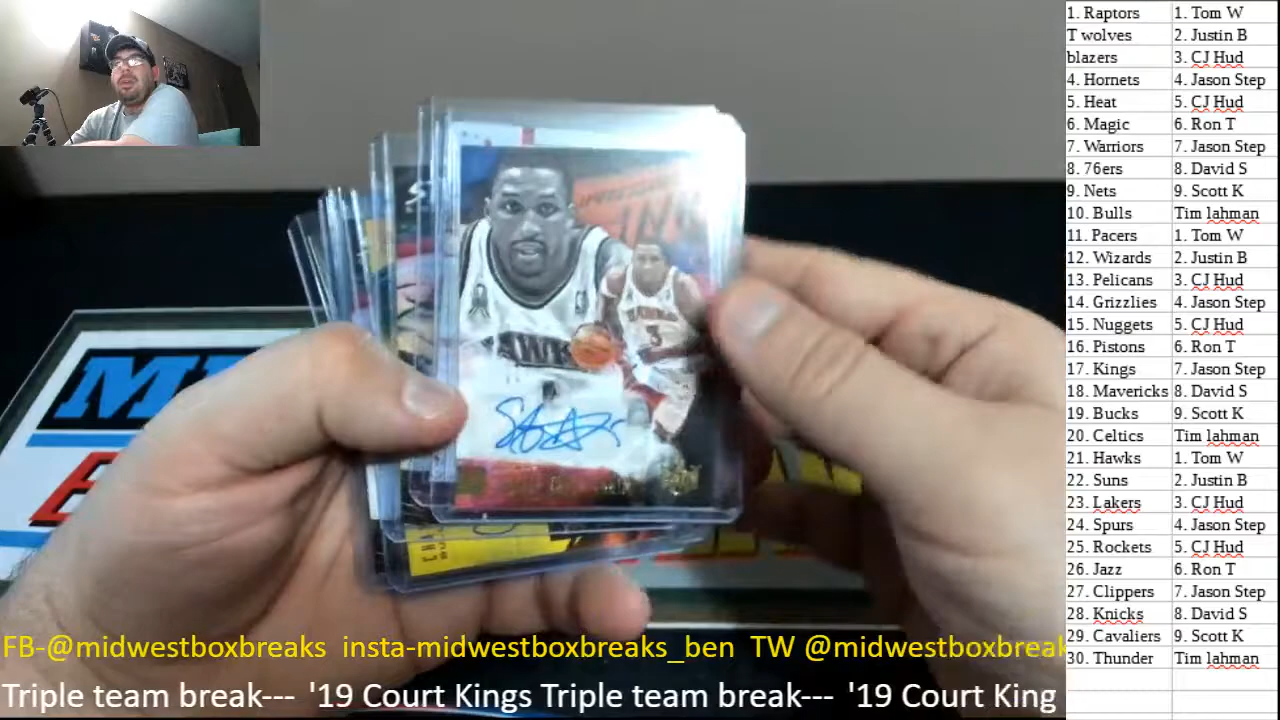 1. Raptors 1. Tom W
T wolves 2. Justin B
blazers 3. CJ Hud
4. Hornets 4. Jason Step
5. Heat 5. CJ Hud
6. Magic 6. Ron T
7. Warriors 7. Jason Step
8. 76ers 8. David S
9. Nets 9. Scott K
10. Bulls Tim lahman
11. Pacers 1. Tom W
12. Wizards 2. Justin B
13. Pelicans 3. CJ Hud
14. Grizzlies 4. Jason Step
15. Nuggets 5. CJ Hud
16. Pistons 6. Ron T
17. Kings 7. Jason Step
18. Mavericks 8. David S
19. Bucks 9. Scott K
20. Celtics Tim lahman
21. Hawks 1. Tom W
22. Suns 2. Justin B
23. Lakers 3. CJ Hud
24. Spurs 4. Jason Step
25. Rockets 5. CJ Hud
26. Jazz 6. Ron T
27. Clippers 7. Jason Step
28. Knicks 8. David S
29. Cavaliers 9. Scott K
30. Thunder Tim lahman
INK
HAWKS
3
FB-@midwestboxbreaks insta-midwestboxbreaks_ben TW @midwestboxbreak
Triple team break--- '19 Court Kings Triple team break--- '19 Court King